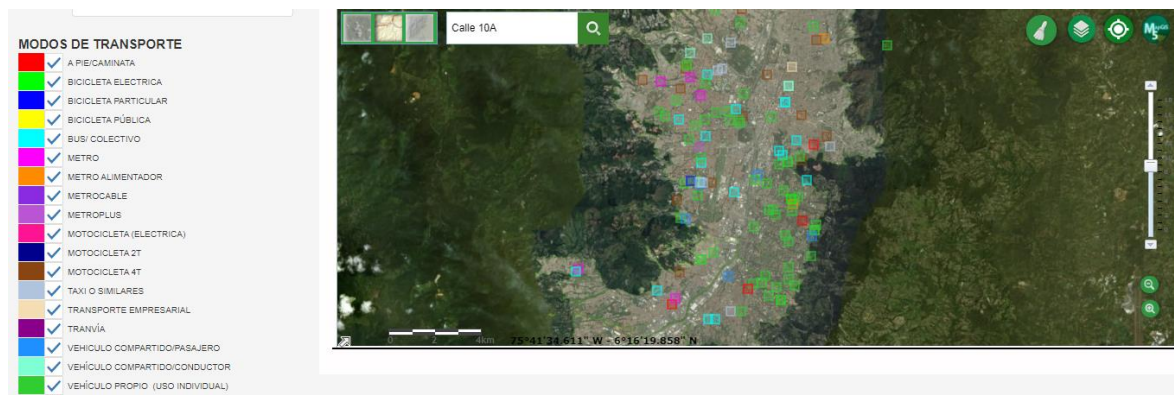 MODOS DE TRANSPORTE
A PIE/CAMINATA
BICICLETA ELECTRICA
BICICLETA PARTICULAR
BICICLETA PÚBLICA
BUS/ COLECTIVO
METRO
METRO ALIMENTADOR
METROCABLE
METROPLUS
MOTOCICLETA (ELECTRICA)
MOTOCICLETA 2T
MOTOCICLETA 4T
TAXI O SIMILARES
TRANSPORTE EMPRESARIAL
TRANVÍA
VEHICULO COMPARTIDO/PASAJERO
VEHÍCULO COMPARTIDO/CONDUCTOR
VEHÍCULO PROPIO (USO INDIVIDUAL)
Calle 10A
0 2 4km
75°41'34.611" W - 6°16'19.858" N